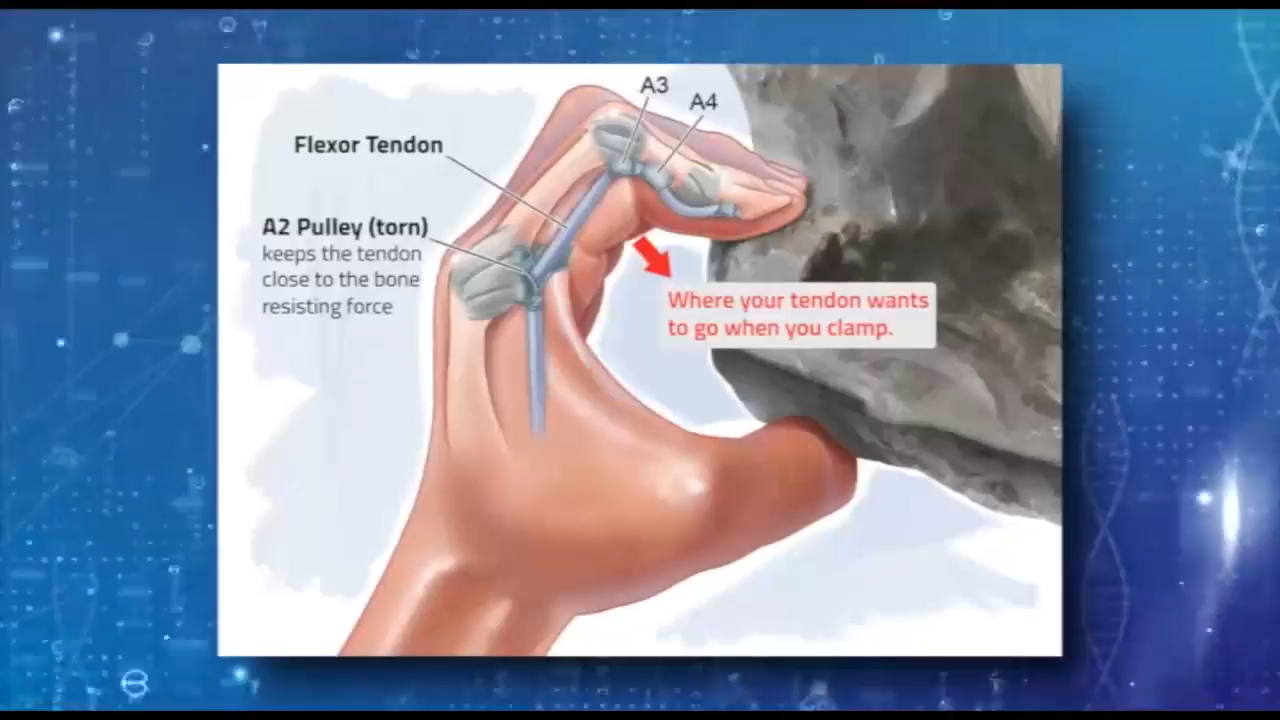 A3
A4
Flexor Tendon
A2 Pulley (torn)
keeps the tendon
close to the bone
resisting force
Where your tendon wants
to go when you clamp.